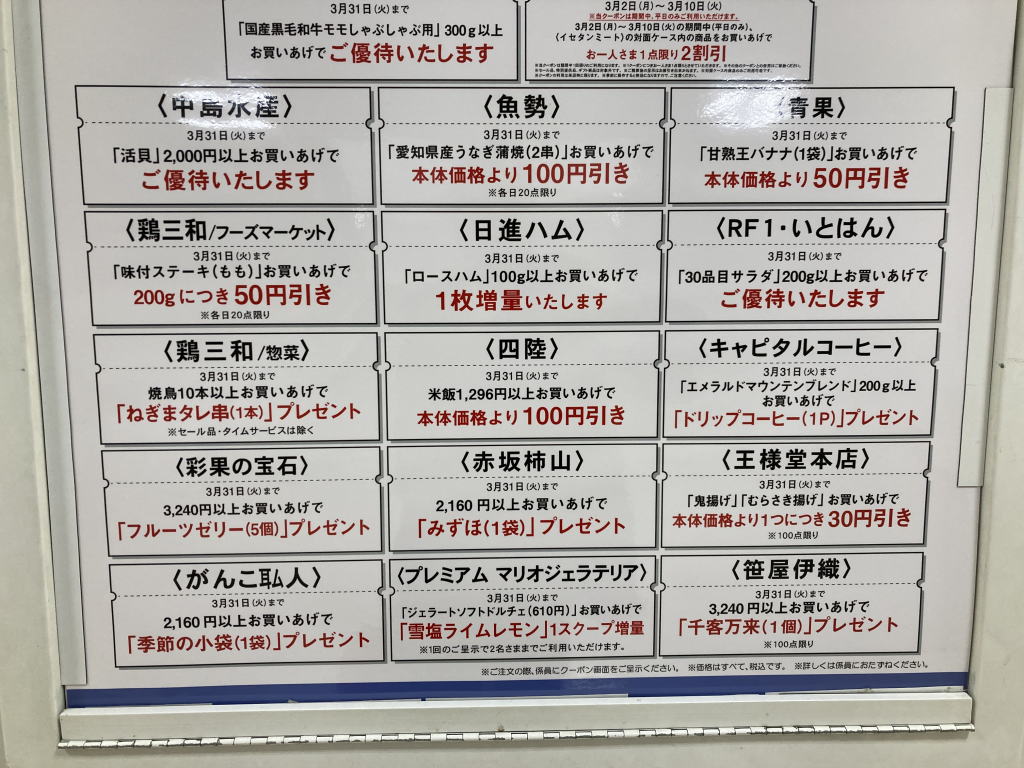 3月31日(火)まで
「国産黒毛和牛モモしゃぶしゃぶ用」300g以上
お買いあげで ご優待いたします
3月2日(月)~3月10日(火)
※当クーポンは期間中、平日のみご利用いただけます。
3月2日(月)~3月10日(火)の期間中(平日のみ)、
〈イセタンミート〉の対面ケース内の商品をお買いあげで
お一人さま1点限り2割引
〈中島水産〉
3月31日(火)まで
「活貝」2,000円以上お買いあげで
ご優待いたします
〈魚勢〉
3月31日(火)まで
「愛知県産うなぎ蒲焼(2串)」お買いあげで
本体価格より100円引き
※各日20点限り
〈青果〉
3月31日(火)まで
「甘熟王バナナ(1袋)」お買いあげで
本体価格より50円引き
〈鶏三和/フーズマーケット〉
3月31日(火)まで
「味付ステーキ(もも)」お買いあげで
200gにつき50円引き
※各日20点限り
〈日進ハム〉
3月31日(火)まで
「ロースハム」100g以上お買いあげで
1枚増量いたします
〈RF1・いとはん〉
3月31日(火)まで
「30品目サラダ」200g以上お買いあげで
ご優待いたします
〈鶏三和/惣菜〉
3月31日(火)まで
焼鳥10本以上お買いあげで
「ねぎまタレ串(1本)」プレゼント
※セール品・タイムサービスは除く
〈四陸〉
3月31日(火)まで
米飯1,296円以上お買いあげで
本体価格より100円引き
〈キャピタルコーヒー〉
3月31日(火)まで
「エメラルドマウンテンブレンド」200g以上
お買いあげで
「ドリップコーヒー(1P)」プレゼント
〈彩果の宝石〉
3月31日(火)まで
3,240円以上お買いあげで
「フルーツゼリー(5個)」プレゼント
〈赤坂柿山〉
3月31日(火)まで
2,160円以上お買いあげで
「みずほ(1袋)」プレゼント
〈王様堂本店〉
3月31日(火)まで
「鬼揚げ」「むらさき揚げ」お買いあげで
本体価格より1つにつき30円引き
※100点限り
〈がんこ職人〉
3月31日(火)まで
2,160円以上お買いあげで
「季節の小袋(1袋)」プレゼント
〈プレミアム マリオジェラテリア〉
3月31日(火)まで
「ジェラートソフトドルチェ(610円)」お買いあげで
「雪塩ライムレモン」1スクープ増量
※1回のご呈示で2名さままでご利用いただけます。
〈笹屋伊織〉
3月31日(火)まで
3,240円以上お買いあげで
「千客万来(1個)」プレゼント
※100点限り
※ご注文の際、係員にクーポン画面をご呈示ください。 ※価格はすべて、税込です。 ※詳しくは係員におたずねください。